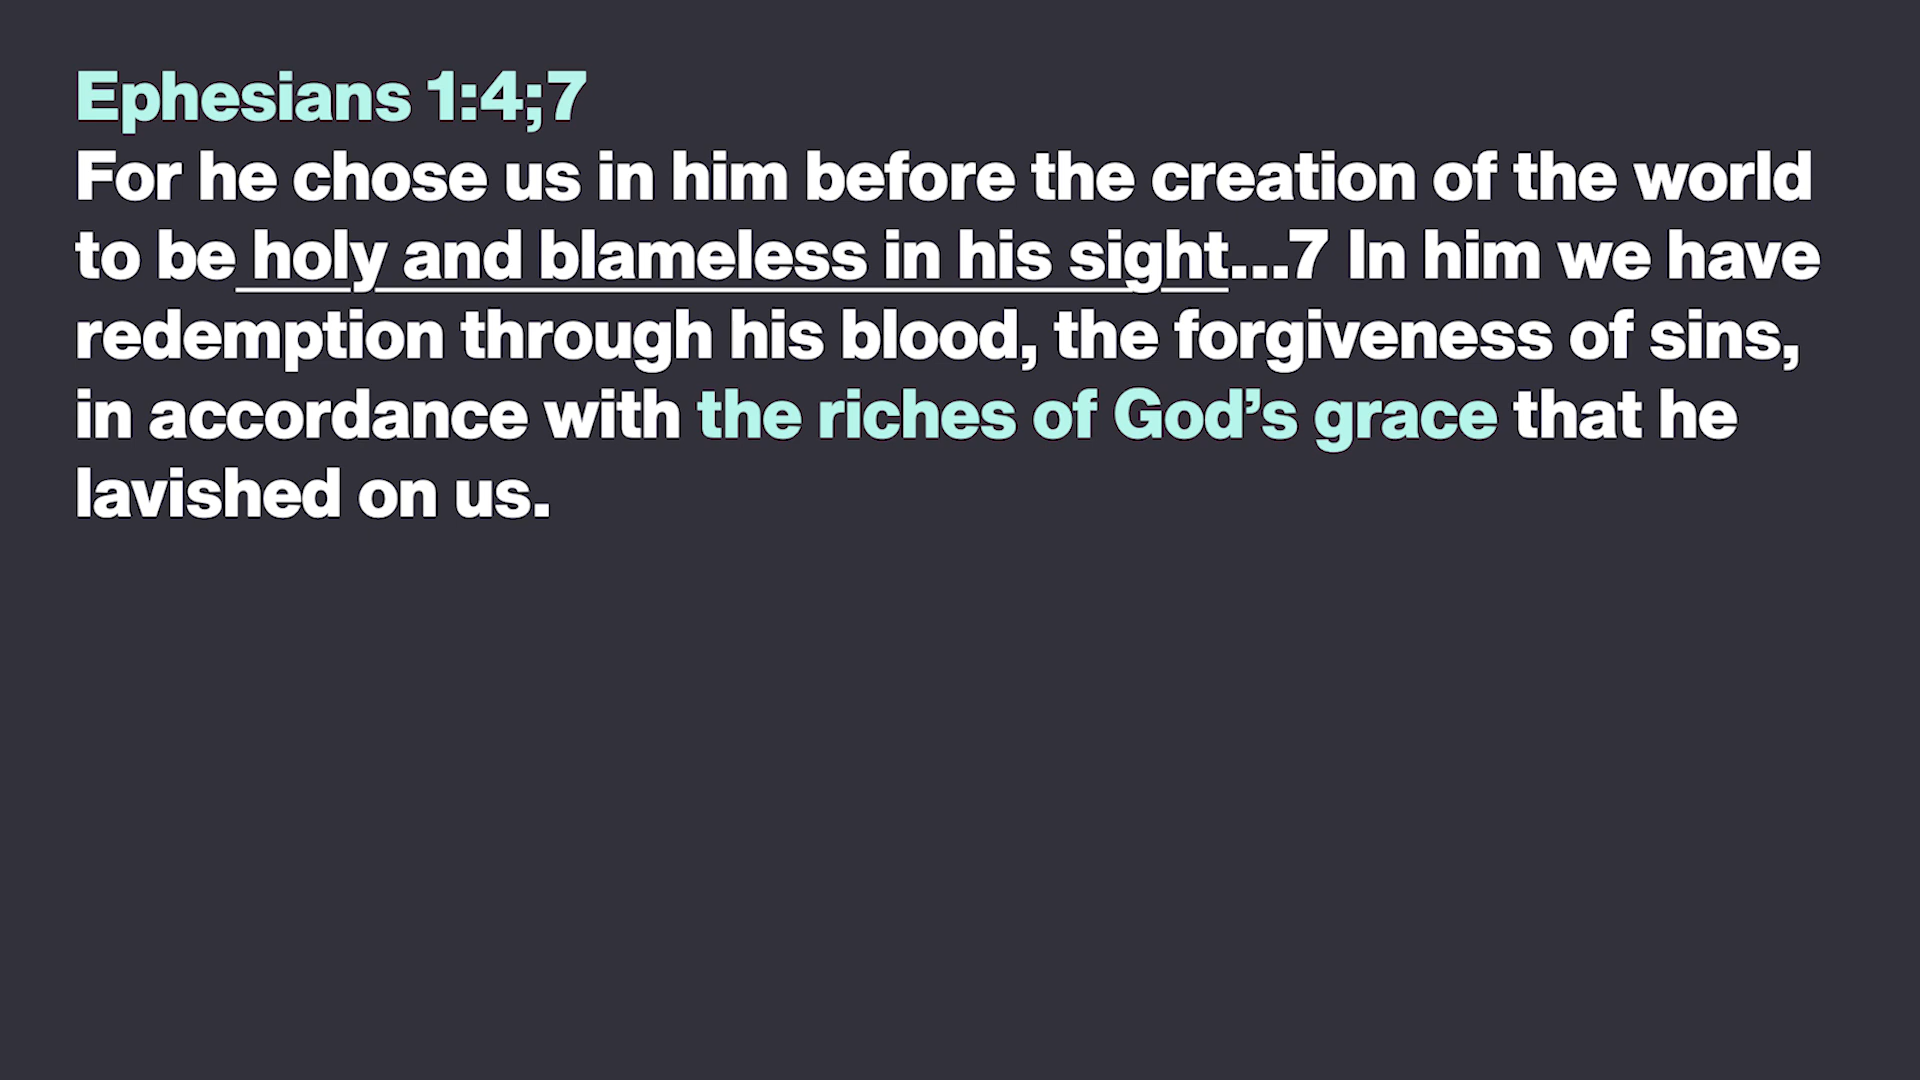 Ephesians 1:4;7
For he chose us in him before the creation of the world
to be holy and blameless in his sight...7 In him we have
redemption through his blood, the forgiveness of sins,
in accordance with the riches of God’s grace that he
lavished on us.